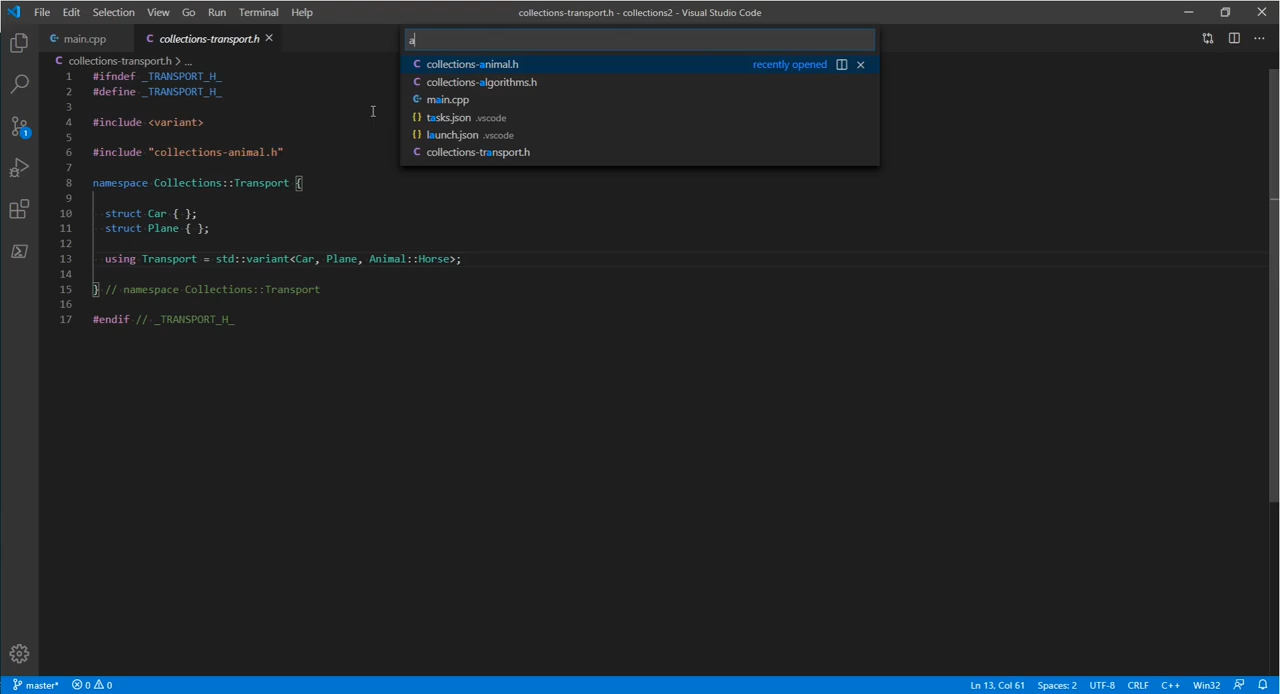 File Edit Selection View Go Run Terminal Help
collections-transport.h - collections2 - Visual Studio Code
main.cpp
collections-transport.h
collections-transport.h > ...
a
collections-animal.h recently opened
collections-algorithms.h
main.cpp
tasks.json .vscode
launch.json .vscode
collections-transport.h
1
1 #ifndef _TRANSPORT_H_
2 #define _TRANSPORT_H_
3
4 #include <variant>
5
6 #include "collections-animal.h"
7
8 namespace Collections::Transport {
9
10 struct Car { };
11 struct Plane { };
12
13 using Transport = std::variant<Car, Plane, Animal::Horse>;
14
15 } // namespace Collections::Transport
16
17 #endif // _TRANSPORT_H_
master* 0 0 Ln 13, Col 61 Spaces: 2 UTF-8 CRLF C++ Win32